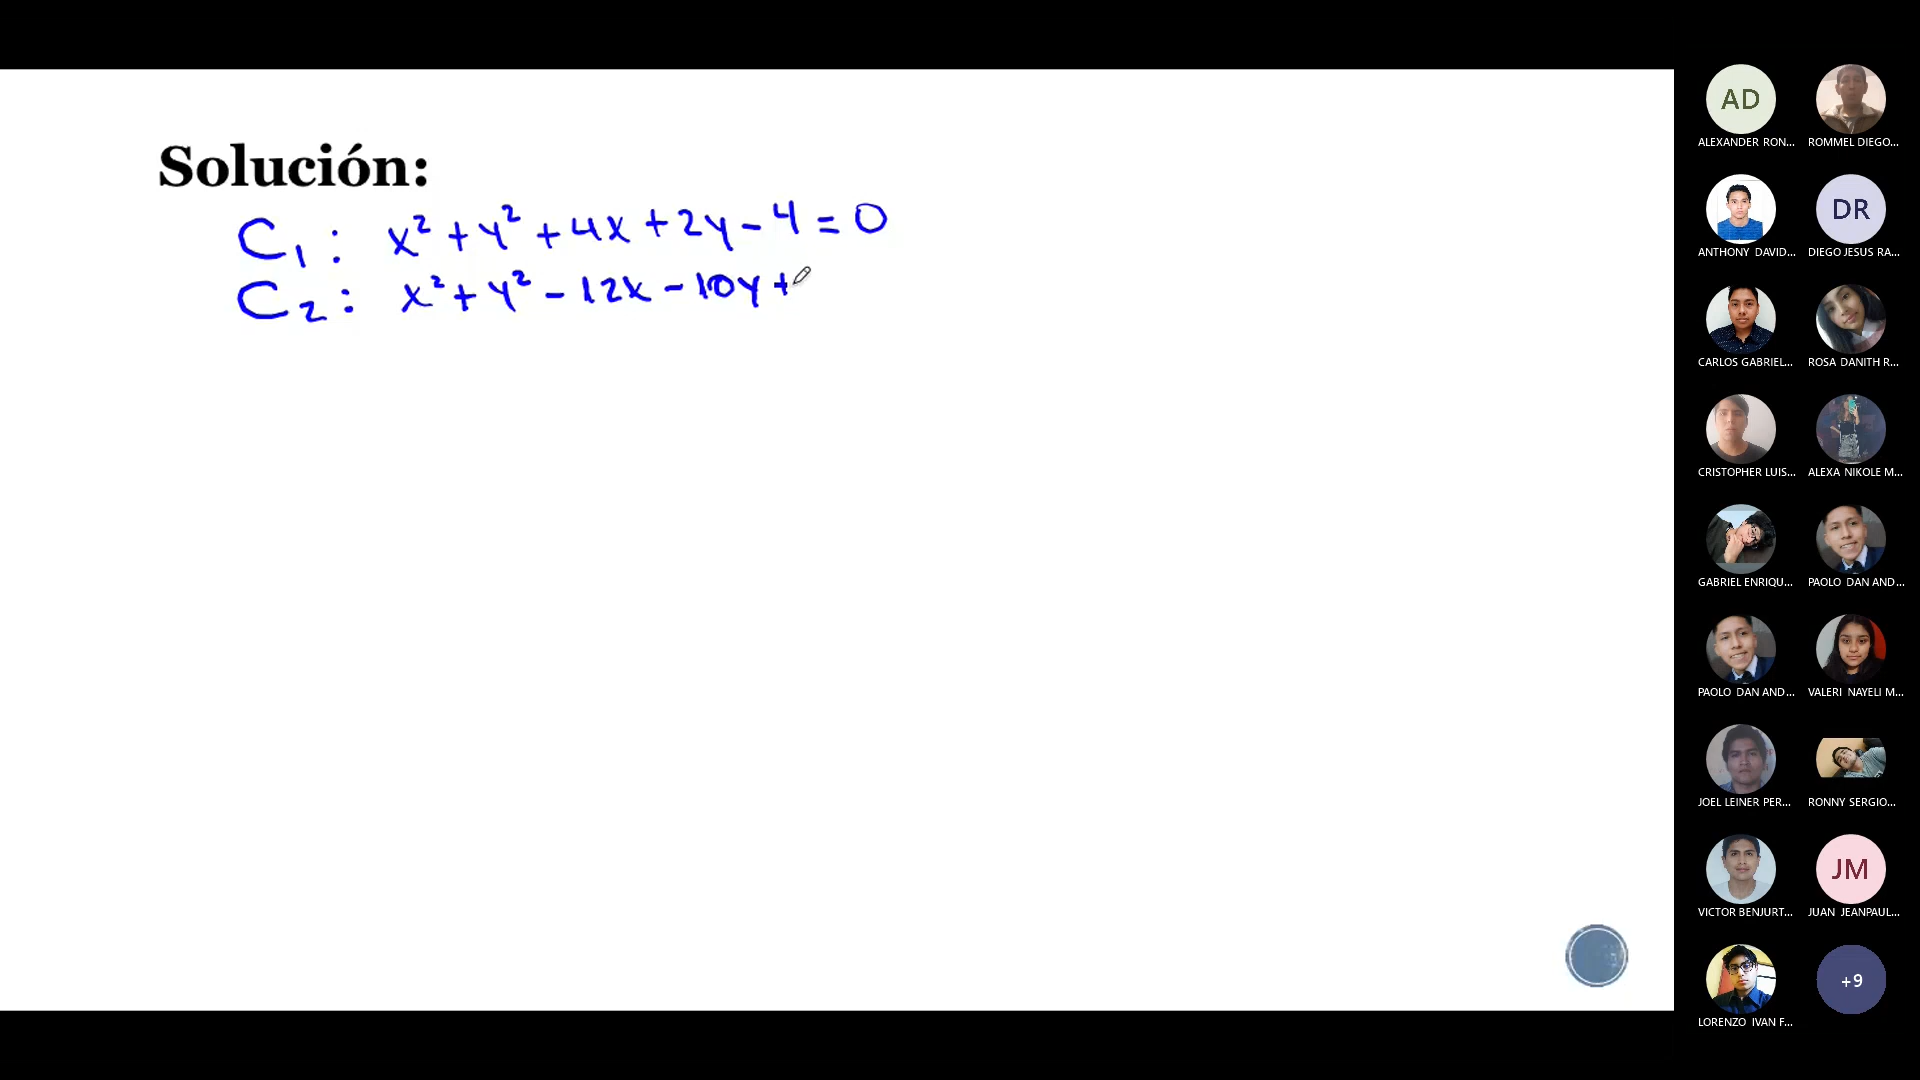 Solución:
C₁ : x² + y² + 4x + 2y - 4 = 0
C₂ : x² + y² - 12x - 10y +
AD
ALEXANDER RON...
ROMMEL DIEGO...
ANTHONY DAVID...
DR
DIEGO JESUS RA...
CARLOS GABRIEL...
ROSA DANITH R...
CRISTOPHER LUIS...
ALEXA NIKOLE M...
GABRIEL ENRIQU...
PAOLO DAN AND...
PAOLO DAN AND...
VALERI NAYELI M...
JOEL LEINER PER...
RONNY SERGIO...
VICTOR BENJURT...
JM
JUAN JEANPAUL...
LORENZO IVAN F...
+9